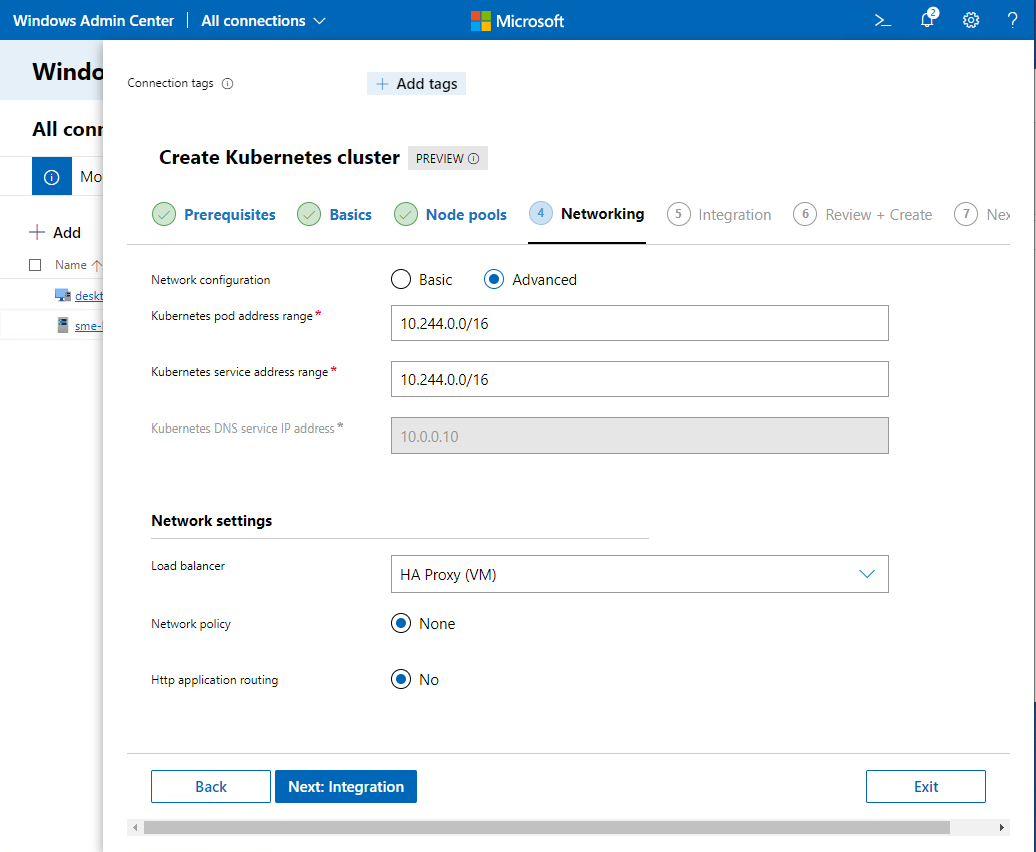 Windows Admin Center
All connections
Microsoft
2
?
Windo
Connection tags
+ Add tags
All conn
Create Kubernetes cluster
PREVIEW
Mo
Prerequisites
Basics
Node pools
4 Networking
5 Integration
6 Review + Create
7 Nex
+ Add
Name
deskt
sme-
Network configuration
Basic
Advanced
Kubernetes pod address range*
10.244.0.0/16
Kubernetes service address range*
10.244.0.0/16
Kubernetes DNS service IP address*
10.0.0.10
Network settings
Load balancer
HA Proxy (VM)
Network policy
None
Http application routing
No
Back
Next: Integration
Exit